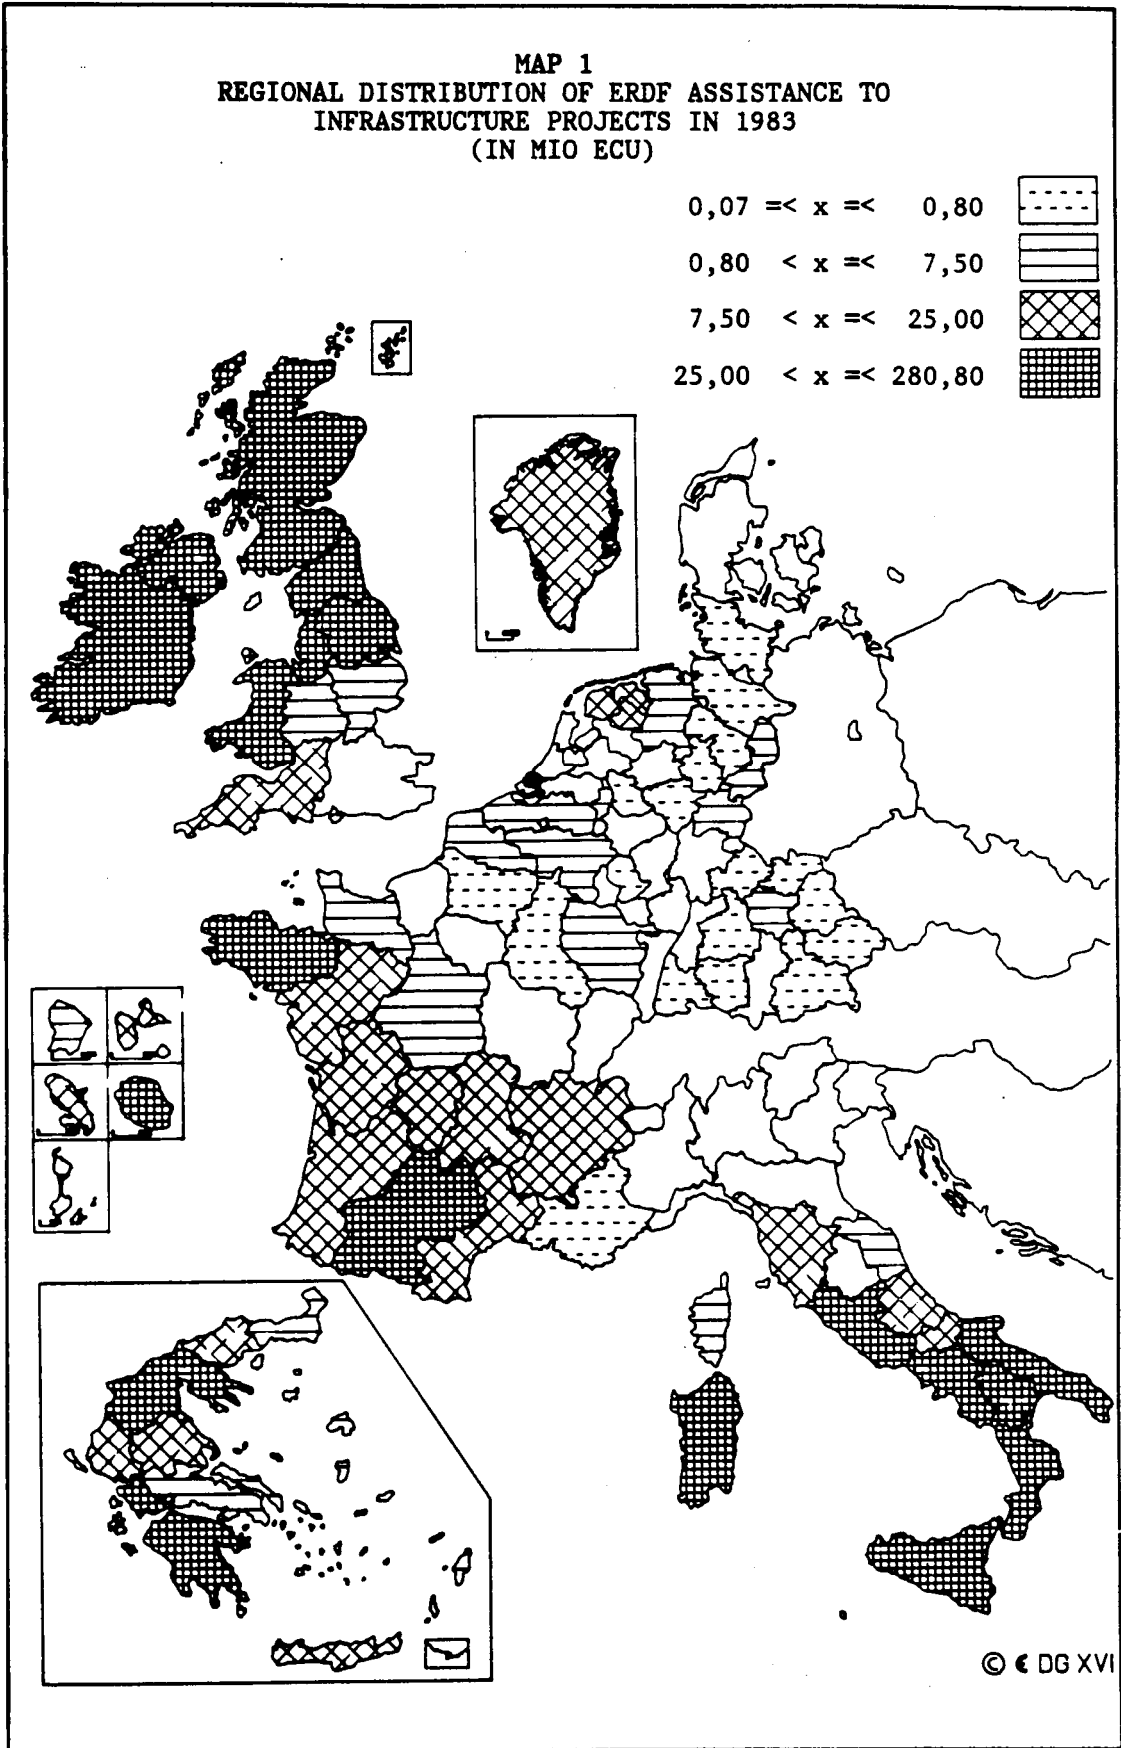 MAP 1
REGIONAL DISTRIBUTION OF ERDF ASSISTANCE TO
INFRASTRUCTURE PROJECTS IN 1983
(IN MIO ECU)
0,07 =< x =< 0,80
0,80 < x =< 7,50
7,50 < x =< 25,00
25,00 < x =< 280,80
© € DG XVI